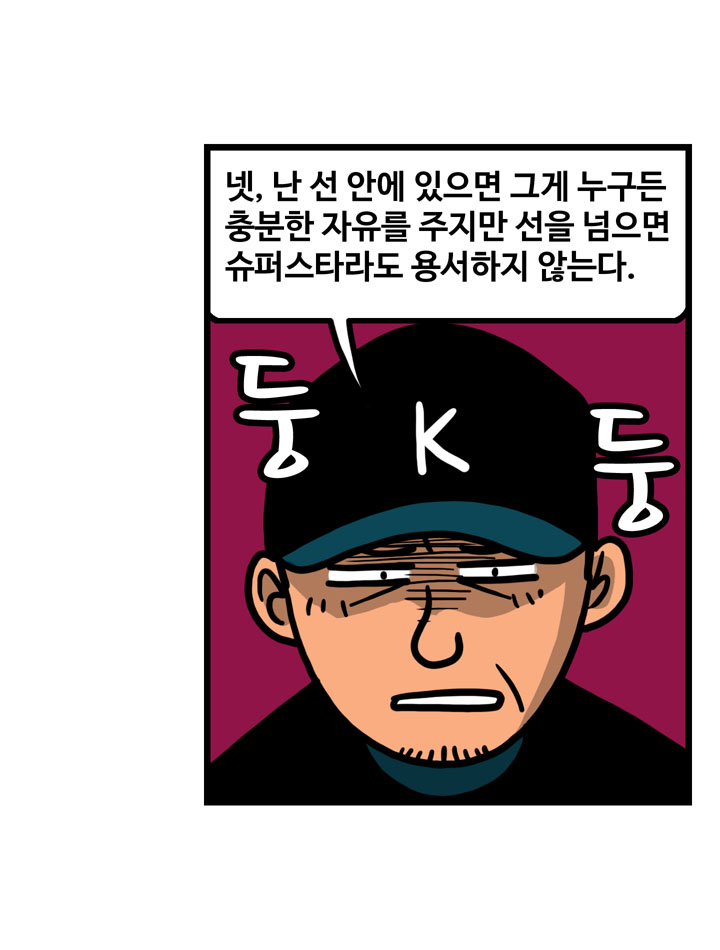 넷, 난 선 안에 있으면 그게 누구든
충분한 자유를 주지만 선을 넘으면
슈퍼스타라도 용서하지 않는다.
둥
K
둥